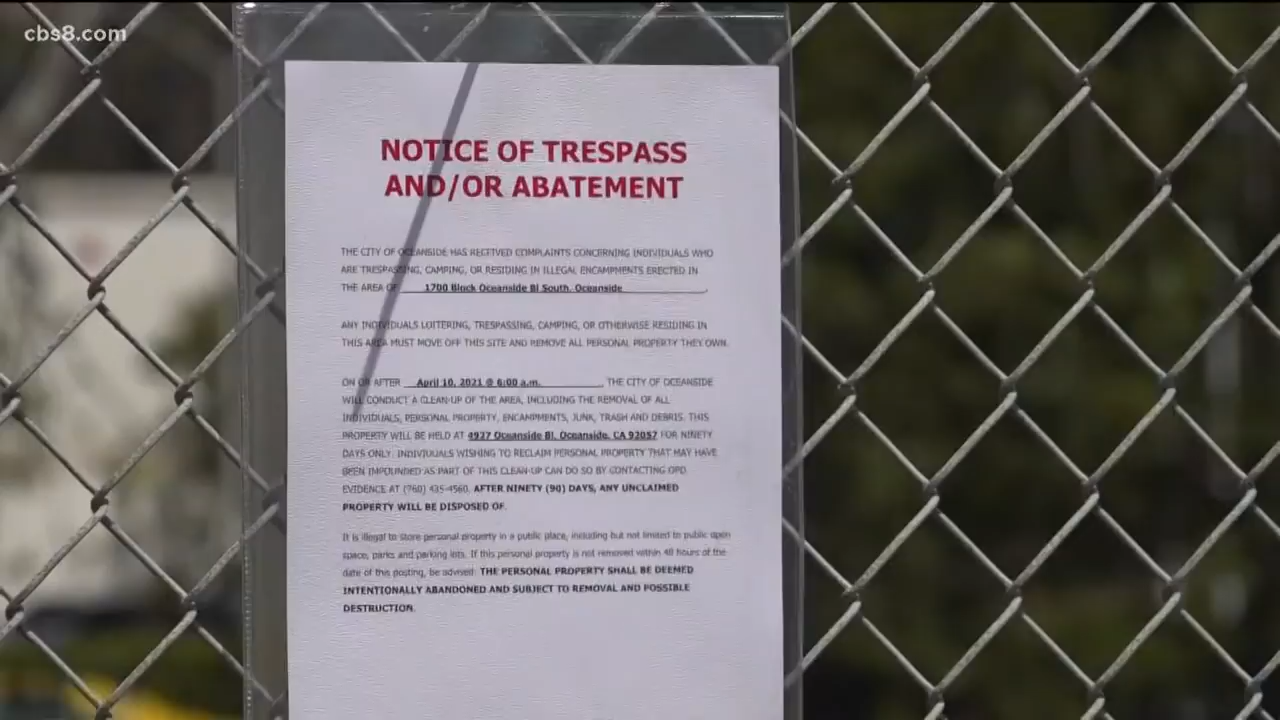 cbs8.com
NOTICE OF TRESPASS
AND/OR ABATEMENT
THE CITY OF OCEANSIDE HAS RECEIVED COMPLAINTS CONCERNING INDIVIDUALS WHO
ARE TRESPASSING, CAMPING, OR RESIDING IN ILLEGAL ENCAMPMENTS ERECTED IN
THE AREA OF 1700 Block Oceanside Bl South, Oceanside.
ANY INDIVIDUALS LOITERING, TRESPASSING, CAMPING, OR OTHERWISE RESIDING IN
THIS AREA MUST MOVE OFF THIS SITE AND REMOVE ALL PERSONAL PROPERTY THEY OWN.
ON OR AFTER April 10, 2021 @ 6:00 a.m. , THE CITY OF OCEANSIDE
WILL CONDUCT A CLEAN-UP OF THE AREA, INCLUDING THE REMOVAL OF ALL
INDIVIDUALS, PERSONAL PROPERTY, ENCAMPMENTS, JUNK, TRASH AND DEBRIS. THIS
PROPERTY WILL BE HELD AT 4927 Oceanside Bl, Oceanside, CA 92057 FOR NINETY
DAYS ONLY. INDIVIDUALS WISHING TO RECLAIM PERSONAL PROPERTY THAT MAY HAVE
BEEN IMPOUNDED AS PART OF THIS CLEAN-UP CAN DO SO BY CONTACTING OPD
EVIDENCE AT (760) 435-4560. AFTER NINETY (90) DAYS, ANY UNCLAIMED
PROPERTY WILL BE DISPOSED OF.
It is illegal to store personal property in a public place, including but not limited to public open
space, parks and parking lots. If this personal property is not removed within 48 hours of the
date of this posting, be advised: THE PERSONAL PROPERTY SHALL BE DEEMED
INTENTIONALLY ABANDONED AND SUBJECT TO REMOVAL AND POSSIBLE
DESTRUCTION.